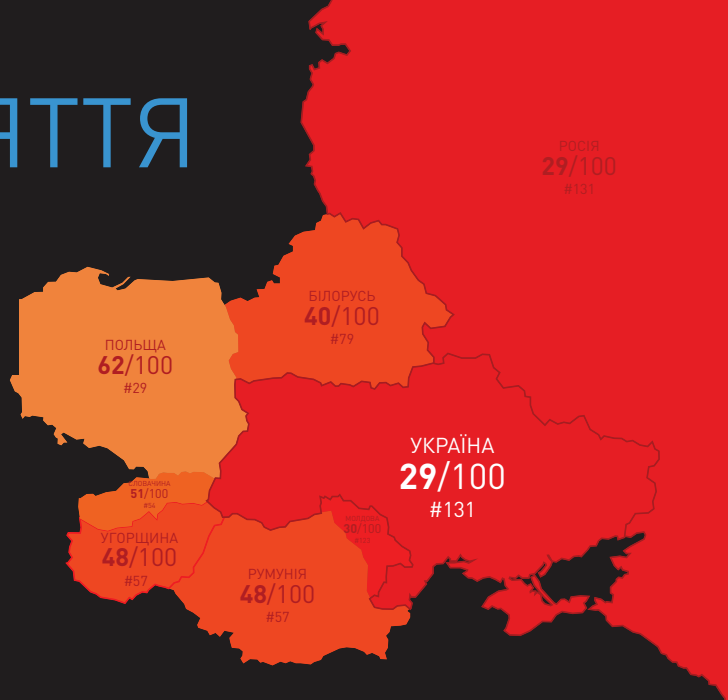 ЯТТЯ
РОСІЯ
29/100
#131
БІЛОРУСЬ
40/100
#79
ПОЛЬЩА
62/100
#29
УКРАЇНА
29/100
#131
СЛОВАЧЧИНА
51/100
#54
30/100
УГОРЩИНА
48/100
#57
РУМУНІЯ
48/100
#57